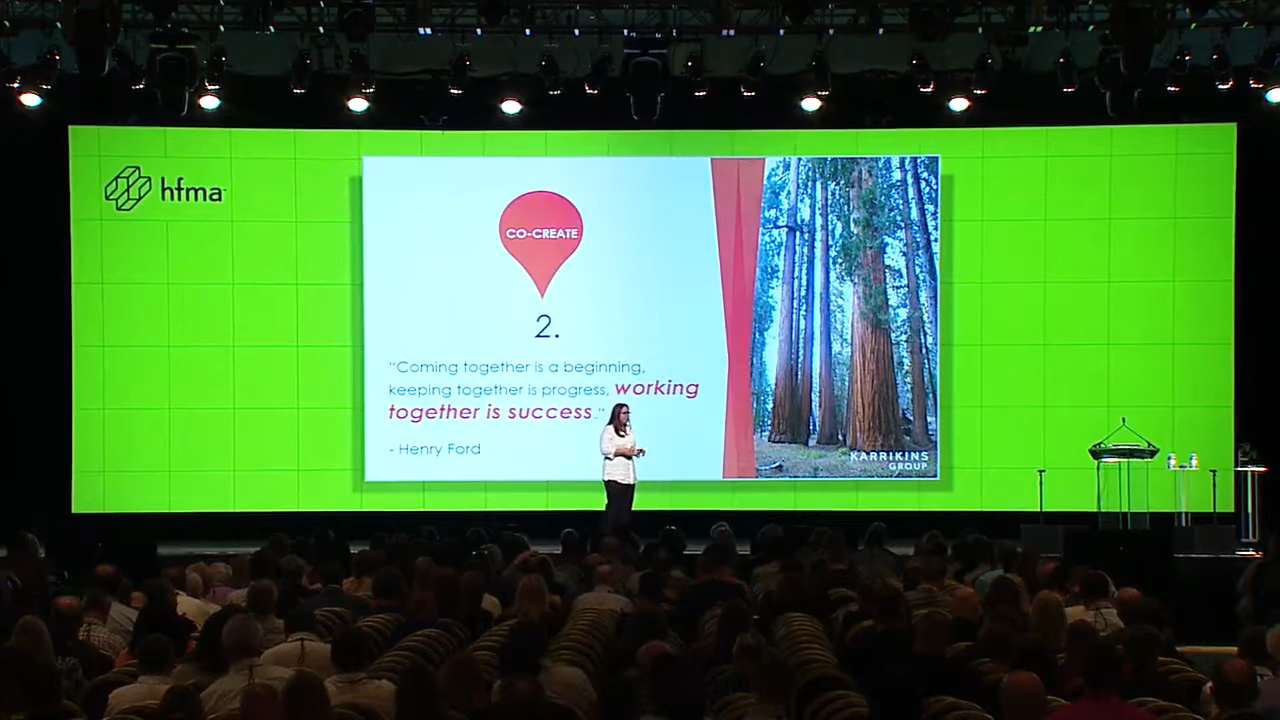 hfma
CO-CREATE
2.
“Coming together is a beginning,
keeping together is progress, working
together is success.”
- Henry Ford
KARRIKINS
GROUP